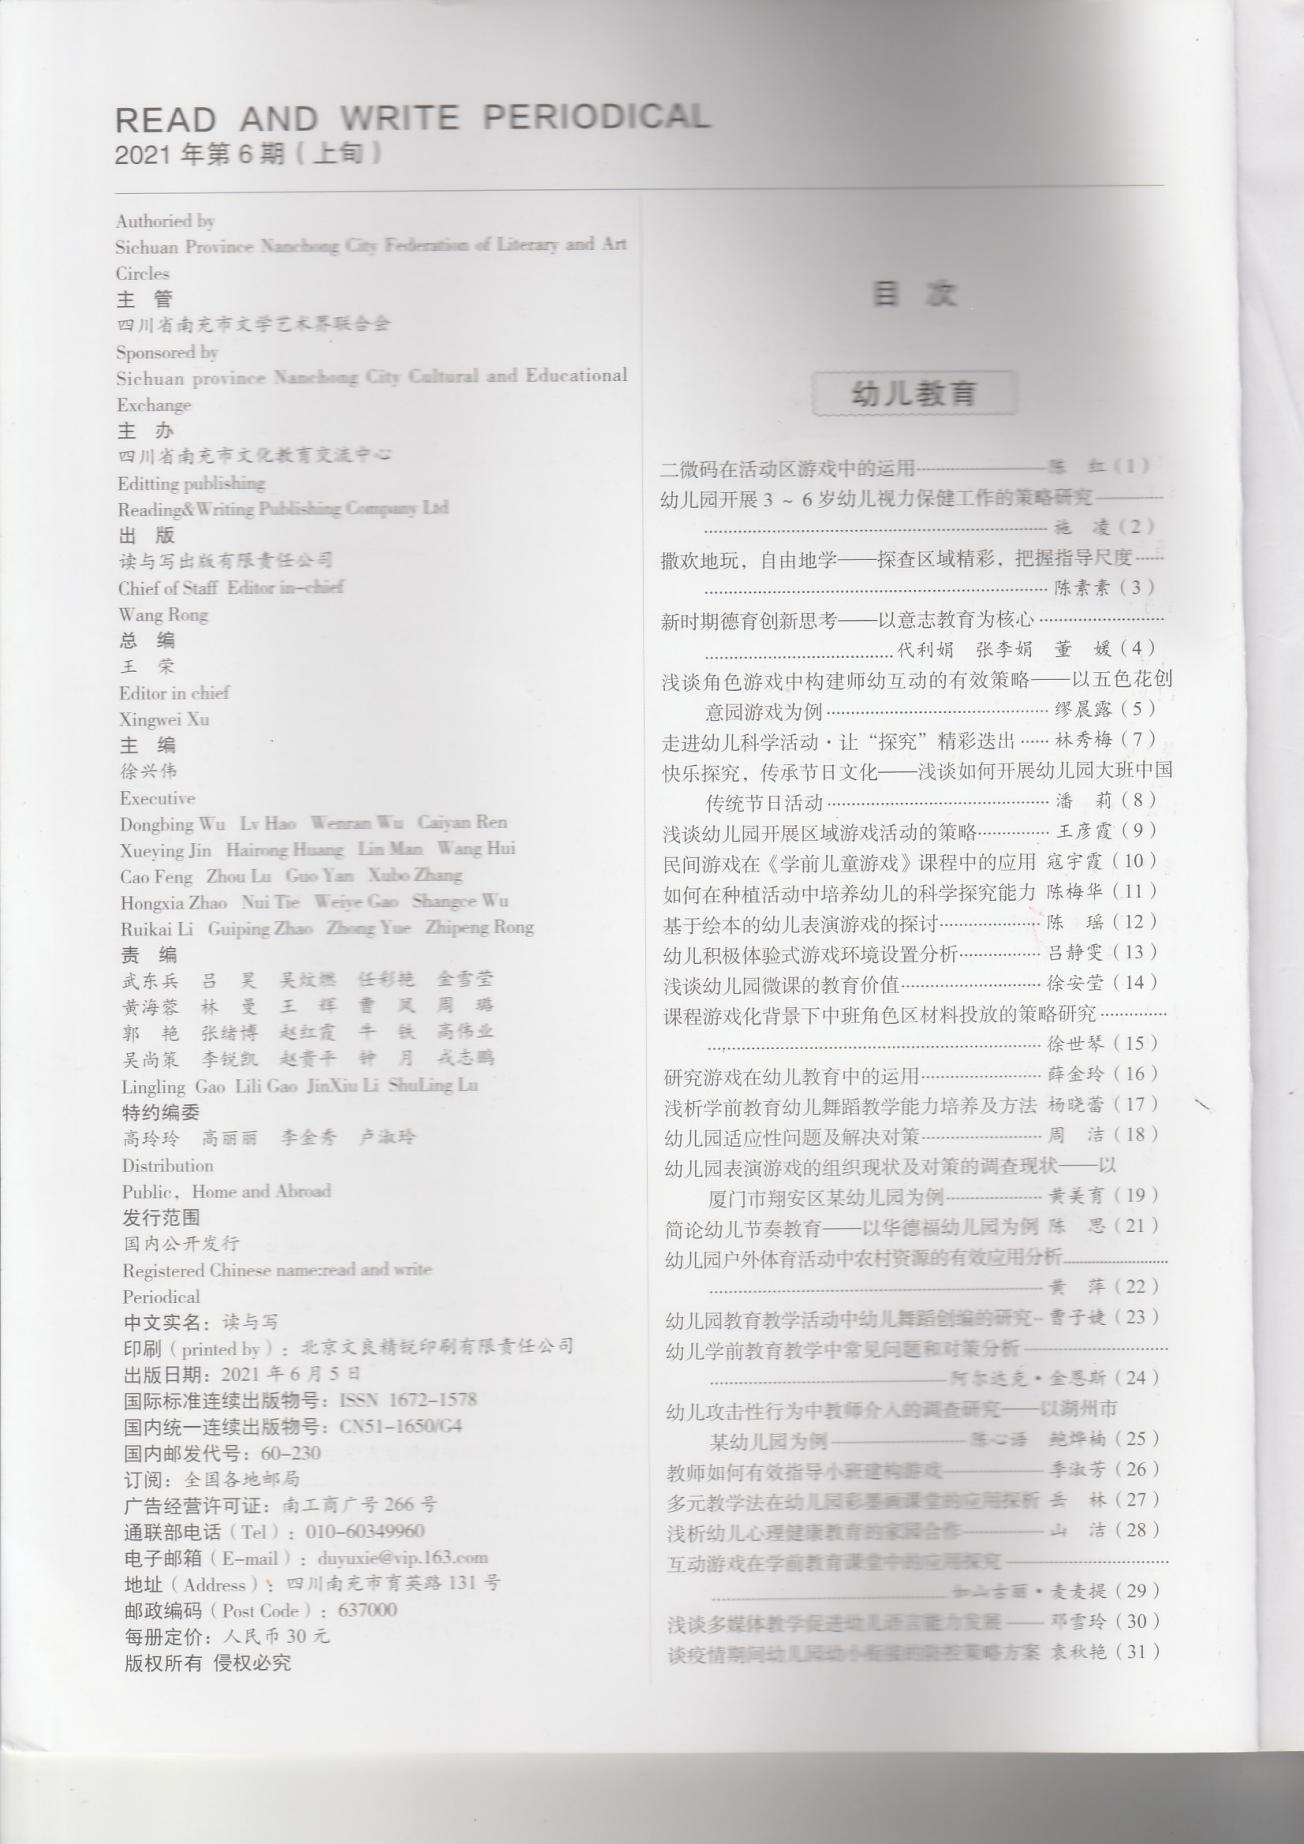 READ AND WRITE PERIODICAL
2021 年第 6 期（上旬）
Authoried by
Sichuan Province Nanchong City Federation of Literary and Art
Circles
主 管
四川省南充市文学艺术界联合会
Sponsored by
Sichuan province Nanchong City Cultural and Educational
Exchange
主 办
四川省南充市文化教育交流中心
Editting publishing
Reading&Writing Publishing Company Ltd
出 版
读与写出版有限责任公司
Chief of Staff Editor in-chief
Wang Rong
总 编
王 荣
Editor in chief
Xingwei Xu
主 编
徐兴伟
Executive
Dongbing Wu Lv Hao Wenran Wu Caiyan Ren
Xueying Jin Hairong Huang Lin Man Wang Hui
Cao Feng Zhou Lu Guo Yan Xubo Zhang
Hongxia Zhao Nui Tie Weiye Gao Shangce Wu
Ruikai Li Guiping Zhao Zhong Yue Zhipeng Rong
责 编
武东兵 吕 昊 吴炆燃 任彩艳 金雪莹
黄海蓉 林 曼 王 辉 曹 凤 周 璐
郭 艳 张绪博 赵红霞 牛 铁 高伟业
吴尚策 李锐凯 赵贵平 钟 月 戎志鹏
Lingling Gao Lili Gao JinXiu Li ShuLing Lu
特约编委
高玲玲 高丽丽 李金秀 卢淑玲
Distribution
Public, Home and Abroad
发行范围
国内公开发行
Registered Chinese name:read and write
Periodical
中文实名：读与写
印刷（printed by）：北京文良精锐印刷有限责任公司
出版日期：2021 年 6 月 5 日
国际标准连续出版物号：ISSN 1672-1578
国内统一连续出版物号：CN51-1650/G4
国内邮发代号：60-230
订阅：全国各地邮局
广告经营许可证：南工商广号 266 号
通联部电话（Tel）：010-60349960
电子邮箱（E-mail）：duyuxie@vip.163.com
地址（Address）：四川南充市育英路 131 号
邮政编码（Post Code）：637000
每册定价：人民币 30 元
版权所有 侵权必究
目 次
幼儿教育
二微码在活动区游戏中的运用 陈 红（1）
幼儿园开展 3 ~ 6 岁幼儿视力保健工作的策略研究
施 凌（2）
撒欢地玩，自由地学——探查区域精彩，把握指导尺度
陈素素（3）
新时期德育创新思考——以意志教育为核心
代利娟 张李娟 董 媛（4）
浅谈角色游戏中构建师幼互动的有效策略——以五色花创
意园游戏为例 缪晨露（5）
走进幼儿科学活动·让“探究”精彩迭出 林秀梅（7）
快乐探究，传承节日文化——浅谈如何开展幼儿园大班中国
传统节日活动 潘 莉（8）
浅谈幼儿园开展区域游戏活动的策略 王彦霞（9）
民间游戏在《学前儿童游戏》课程中的应用 寇宇霞（10）
如何在种植活动中培养幼儿的科学探究能力 陈梅华（11）
基于绘本的幼儿表演游戏的探讨 陈 瑶（12）
幼儿积极体验式游戏环境设置分析 吕静雯（13）
浅谈幼儿园微课的教育价值 徐安莹（14）
课程游戏化背景下中班角色区材料投放的策略研究
徐世琴（15）
研究游戏在幼儿教育中的运用 薛金玲（16）
浅析学前教育幼儿舞蹈教学能力培养及方法 杨晓蕾（17）
幼儿园适应性问题及解决对策 周 洁（18）
幼儿园表演游戏的组织现状及对策的调查现状——以
厦门市翔安区某幼儿园为例 黄美育（19）
简论幼儿节奏教育——以华德福幼儿园为例 陈 思（21）
幼儿园户外体育活动中农村资源的有效应用分析
黄 萍（22）
幼儿园教育教学活动中幼儿舞蹈创编的研究 曹子婕（23）
幼儿学前教育教学中常见问题和对策分析
阿尔达克·金恩斯（24）
幼儿攻击性行为中教师介入的调查研究——以湖州市
某幼儿园为例 陈心语 鲍烨楠（25）
教师如何有效指导小班建构游戏 季淑芳（26）
多元教学法在幼儿园彩墨画课堂的应用探析 岳 林（27）
浅析幼儿心理健康教育的家园合作 山 洁（28）
互动游戏在学前教育课堂中的应用探究
如山古丽·麦麦提（29）
浅谈多媒体教学促进幼儿语言能力发展 邓雪玲（30）
谈疫情期间幼儿园幼小衔接的防控策略方案 袁秋艳（31）